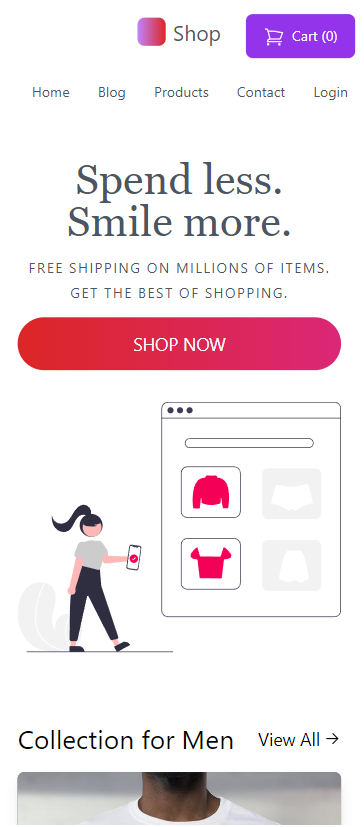 Shop
Cart (0)
Home Blog Products Contact Login
Spend less.
Smile more.
FREE SHIPPING ON MILLIONS OF ITEMS.
GET THE BEST OF SHOPPING.
SHOP NOW
Collection for Men
View All →